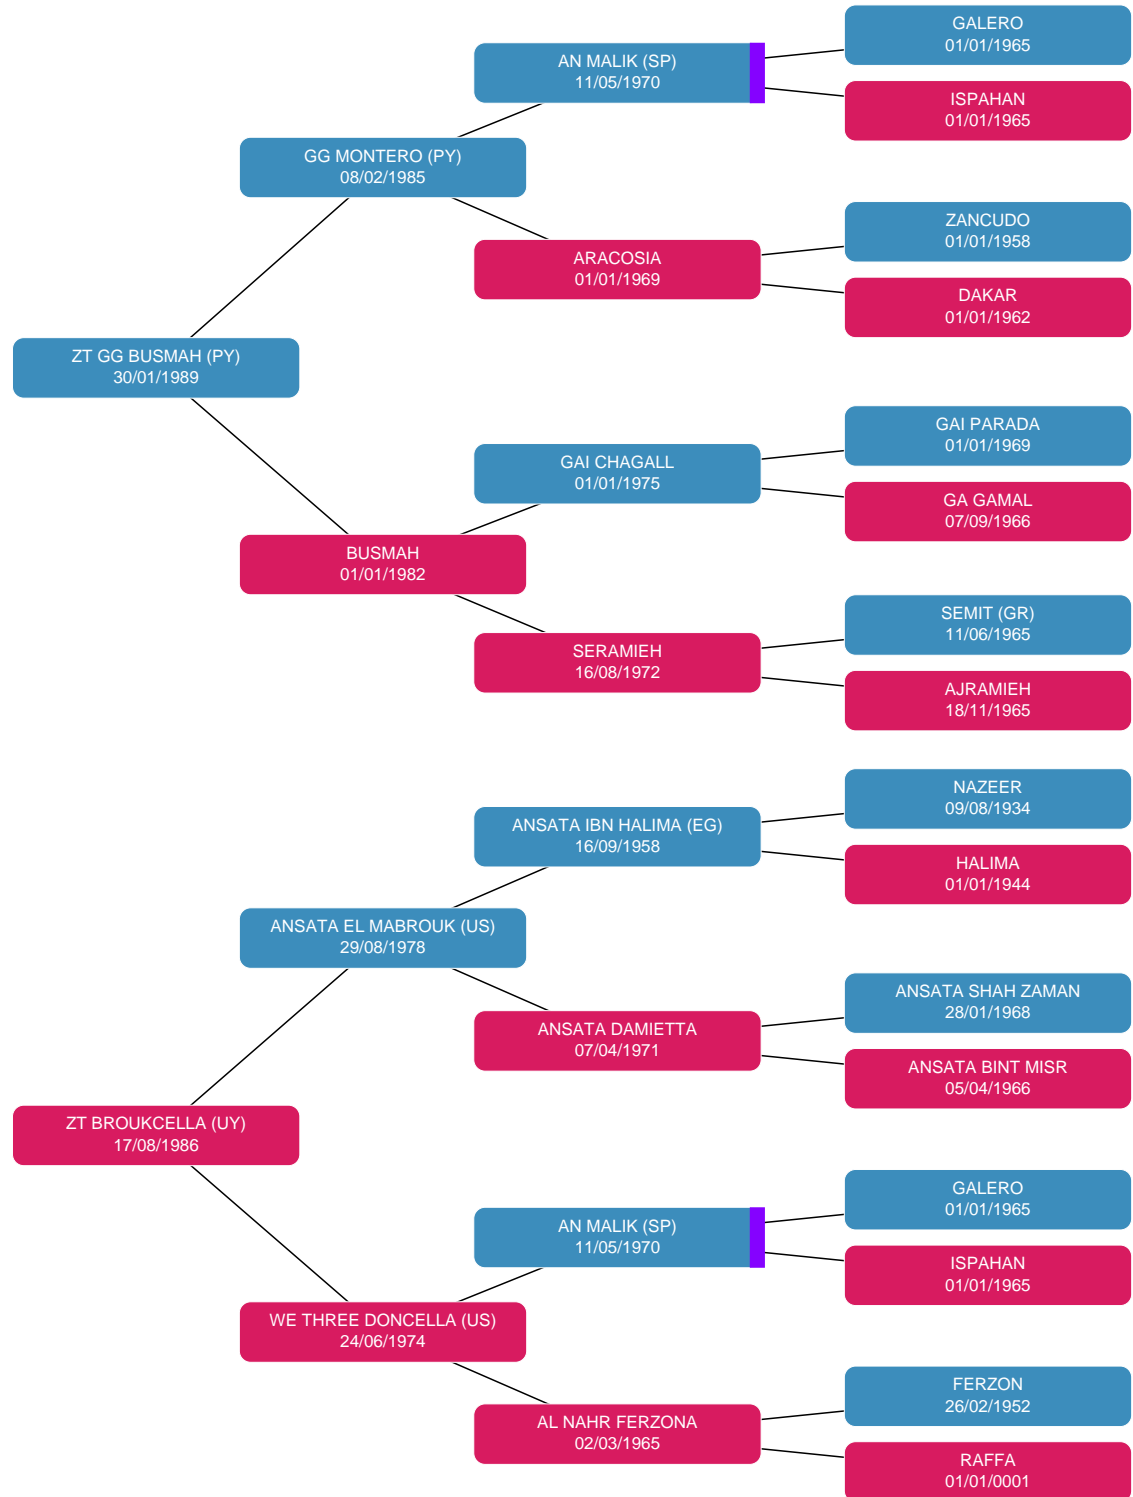 GALERO
01/01/1965
AN MALIK (SP)
11/05/1970
ISPAHAN
01/01/1965
GG MONTERO (PY)
08/02/1985
ZANCUDO
01/01/1958
ARACOSIA
01/01/1969
DAKAR
01/01/1962
ZT GG BUSMAH (PY)
30/01/1989
GAI PARADA
01/01/1969
GAI CHAGALL
01/01/1975
GA GAMAL
07/09/1966
BUSMAH
01/01/1982
SEMIT (GR)
11/06/1965
SERAMIEH
16/08/1972
AJRAMIEH
18/11/1965
NAZEER
09/08/1934
ANSATA IBN HALIMA (EG)
16/09/1958
HALIMA
01/01/1944
ANSATA EL MABROUK (US)
29/08/1978
ANSATA SHAH ZAMAN
28/01/1968
ANSATA DAMIETTA
07/04/1971
ANSATA BINT MISR
05/04/1966
ZT BROUKCELLA (UY)
17/08/1986
GALERO
01/01/1965
AN MALIK (SP)
11/05/1970
ISPAHAN
01/01/1965
WE THREE DONCELLA (US)
24/06/1974
FERZON
26/02/1952
AL NAHR FERZONA
02/03/1965
RAFFA
01/01/0001